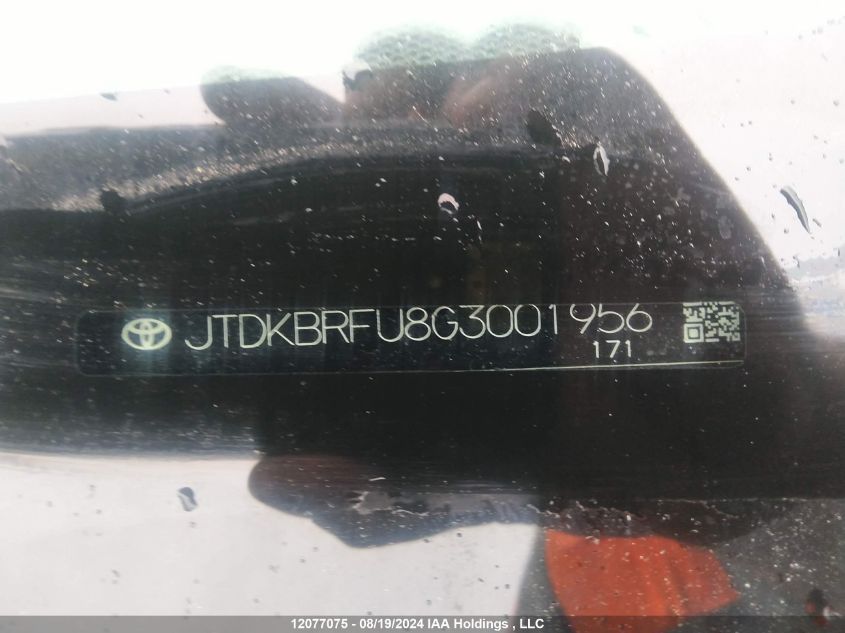 JTDKBRFU8G3001956
171
12077075 - 08/19/2024 IAA Holdings , LLC